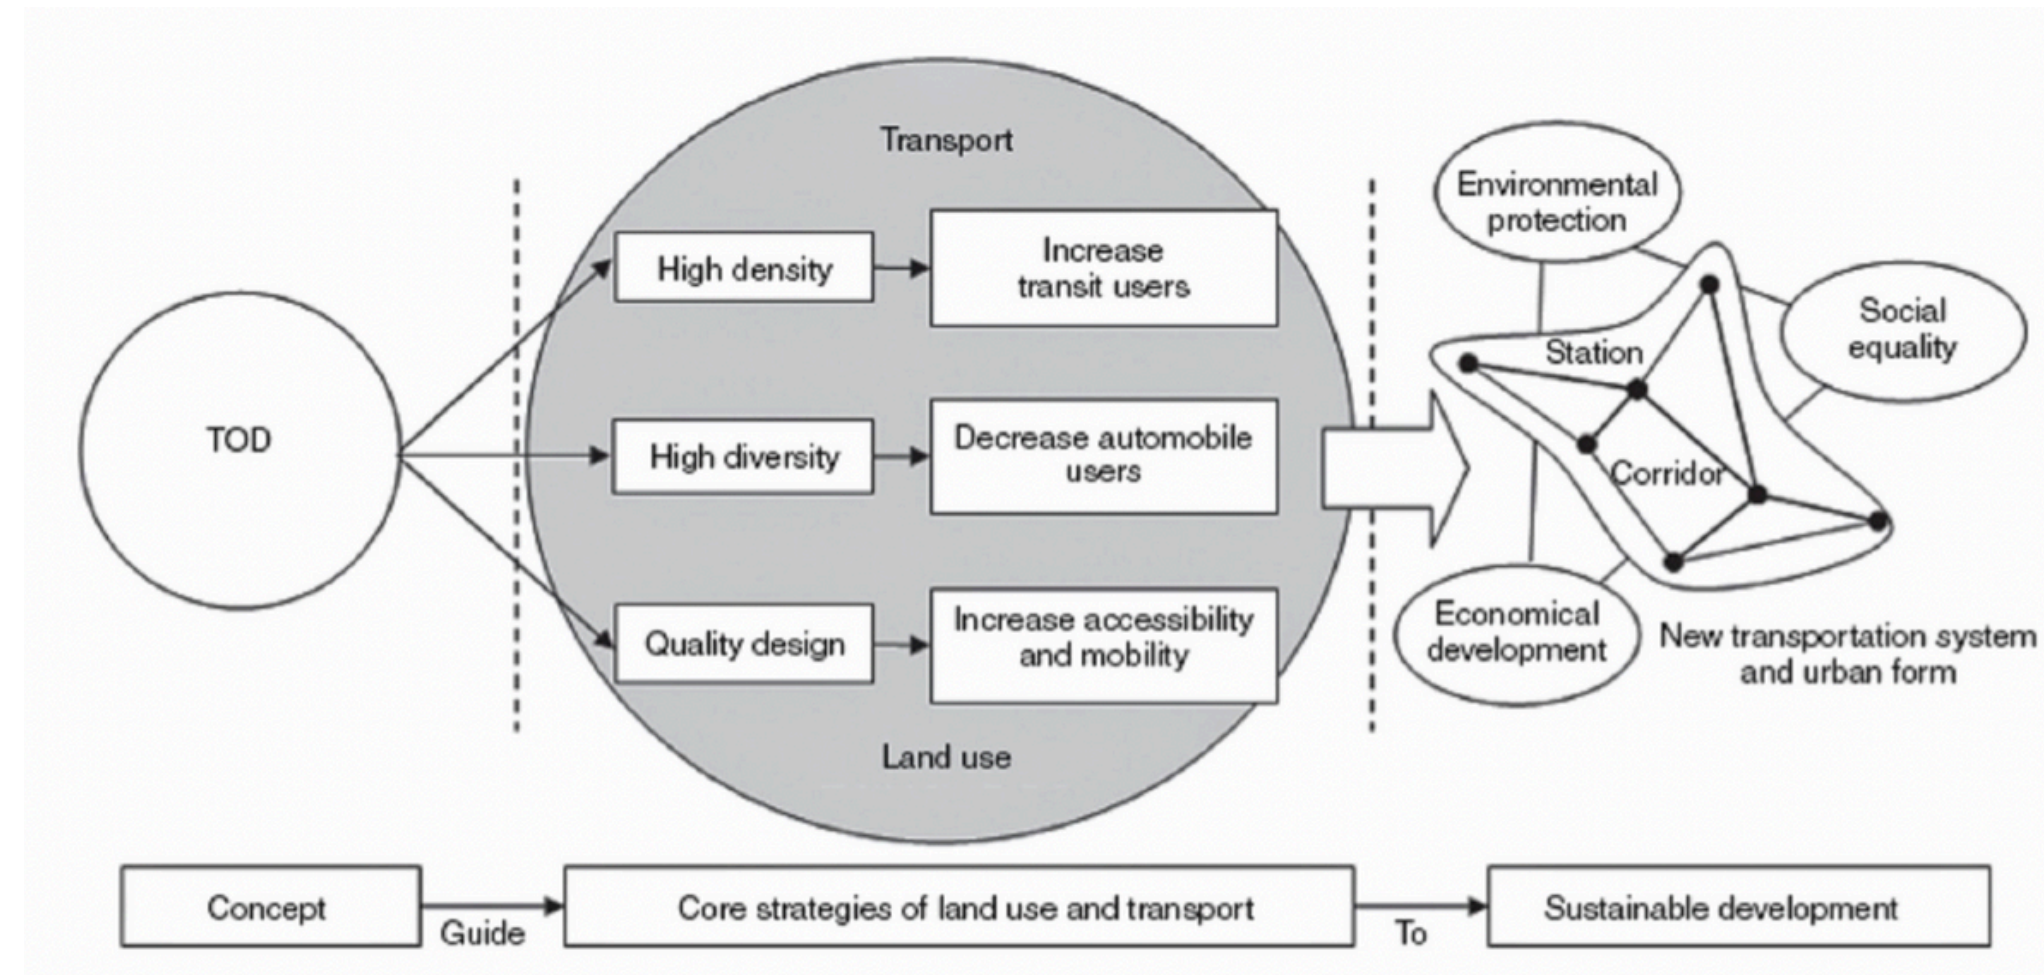 Transport
Environmental
protection
High density
Increase
transit users
Social
equality
Station
TOD
High diversity
Decrease automobile
users
Corridor
Quality design
Increase accessibility
and mobility
Economical
development
New transportation system
and urban form
Land use
Concept
Guide
Core strategies of land use and transport
To
Sustainable development